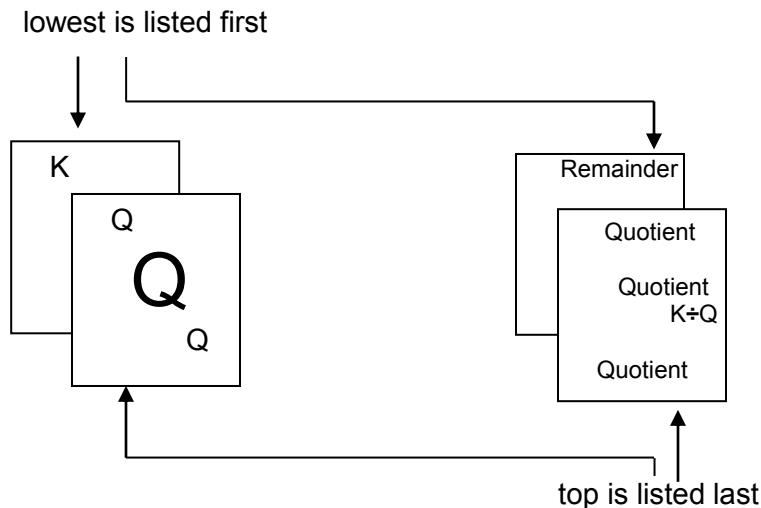 lowest is listed first
K
Q
Q
Q
Remainder
Quotient
Quotient
K÷Q
Quotient
top is listed last